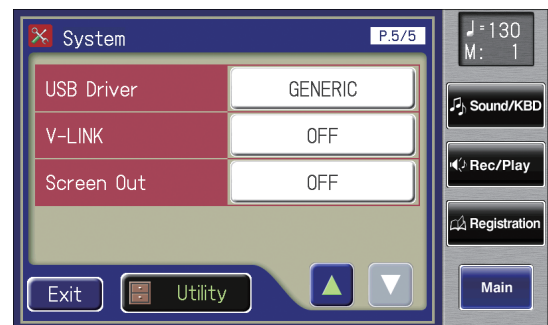 System P.5/5
USB Driver GENERIC
V-LINK OFF
Screen Out OFF
Exit Utility
♩=130
M: 1
Sound/KBD
Rec/Play
Registration
Main